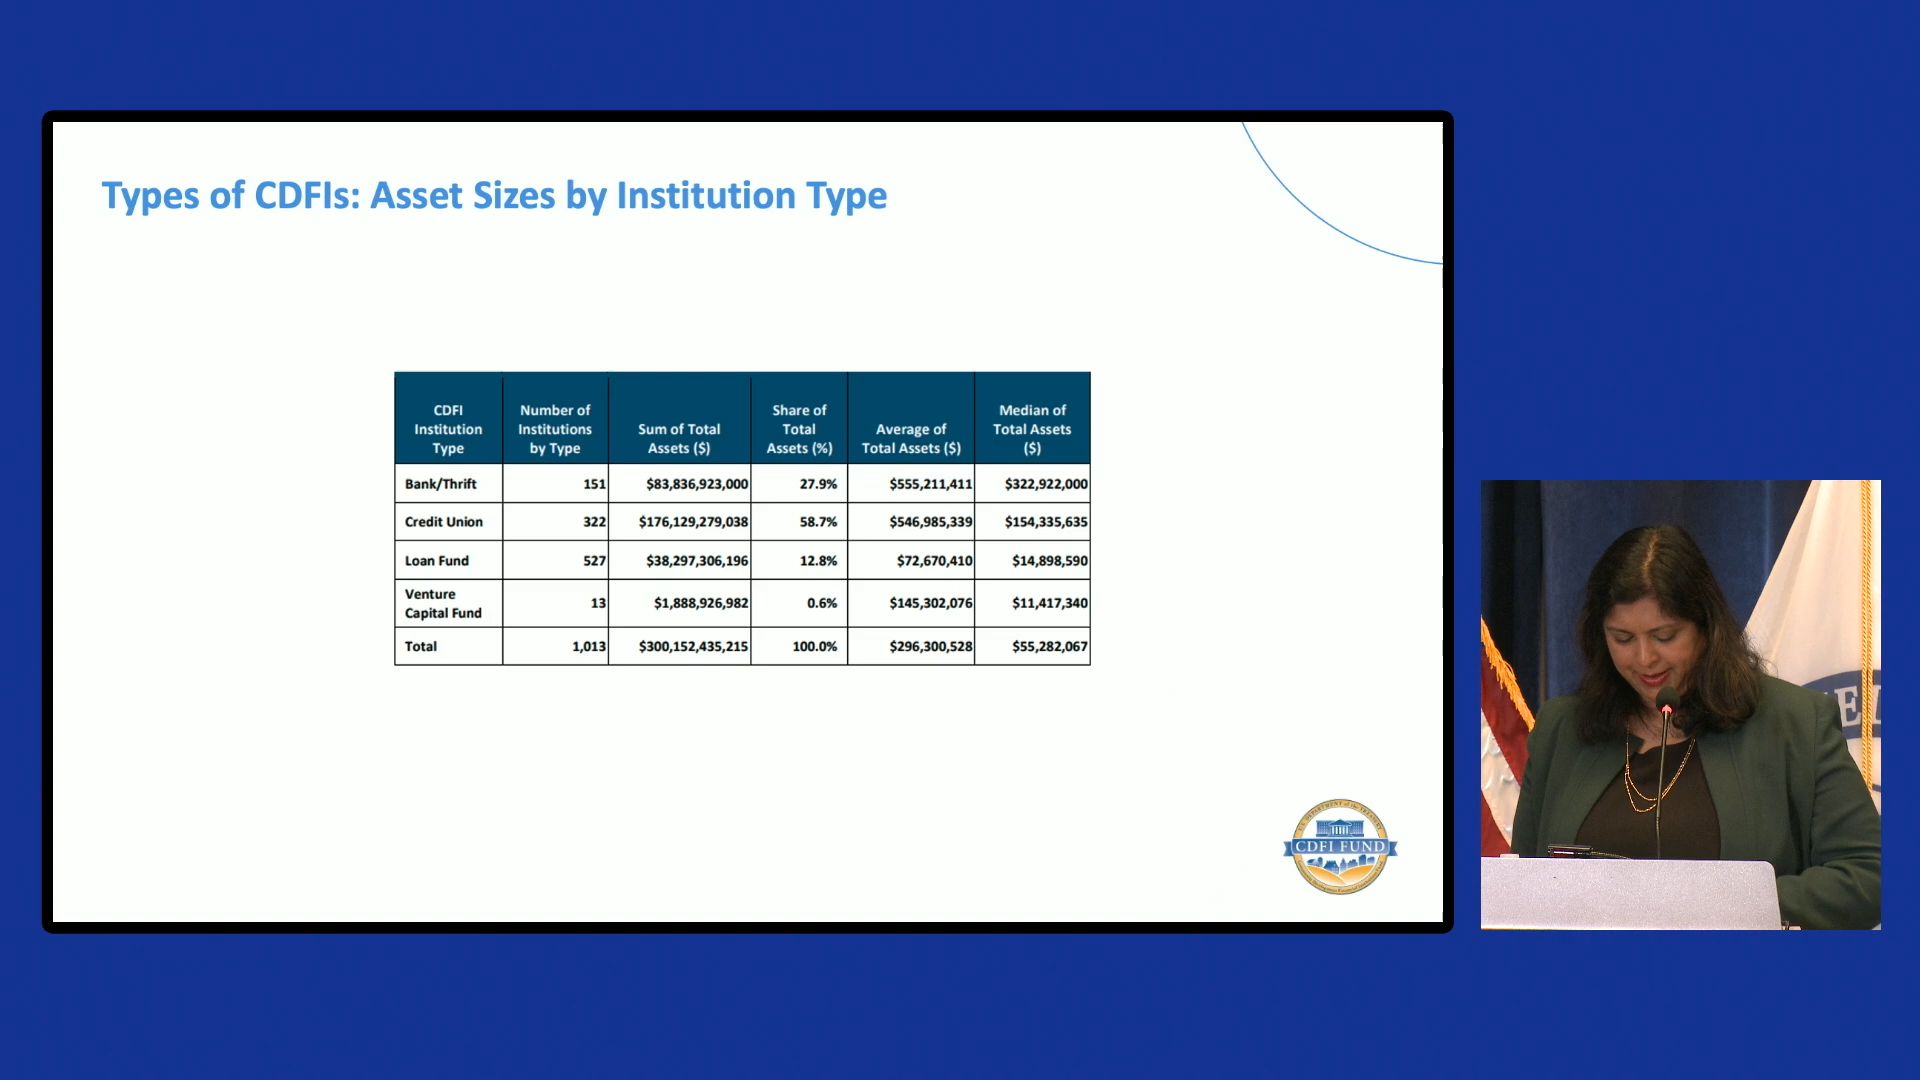 Types of CDFIs: Asset Sizes by Institution Type
CDFI Institution Type | Number of Institutions by Type | Sum of Total Assets ($) | Share of Total Assets (%) | Average of Total Assets ($) | Median of Total Assets ($)
Bank/Thrift 151 $83,836,923,000 27.9% $555,211,411 $322,922,000
Credit Union 322 $176,129,279,038 58.7% $546,985,339 $154,335,635
Loan Fund 527 $38,297,306,196 12.8% $72,670,410 $14,898,590
Venture Capital Fund 13 $1,888,926,982 0.6% $145,302,076 $11,417,340
Total 1,013 $300,152,435,215 100.0% $296,300,528 $55,282,067
U.S. DEPARTMENT of the TREASURY
CDFI FUND